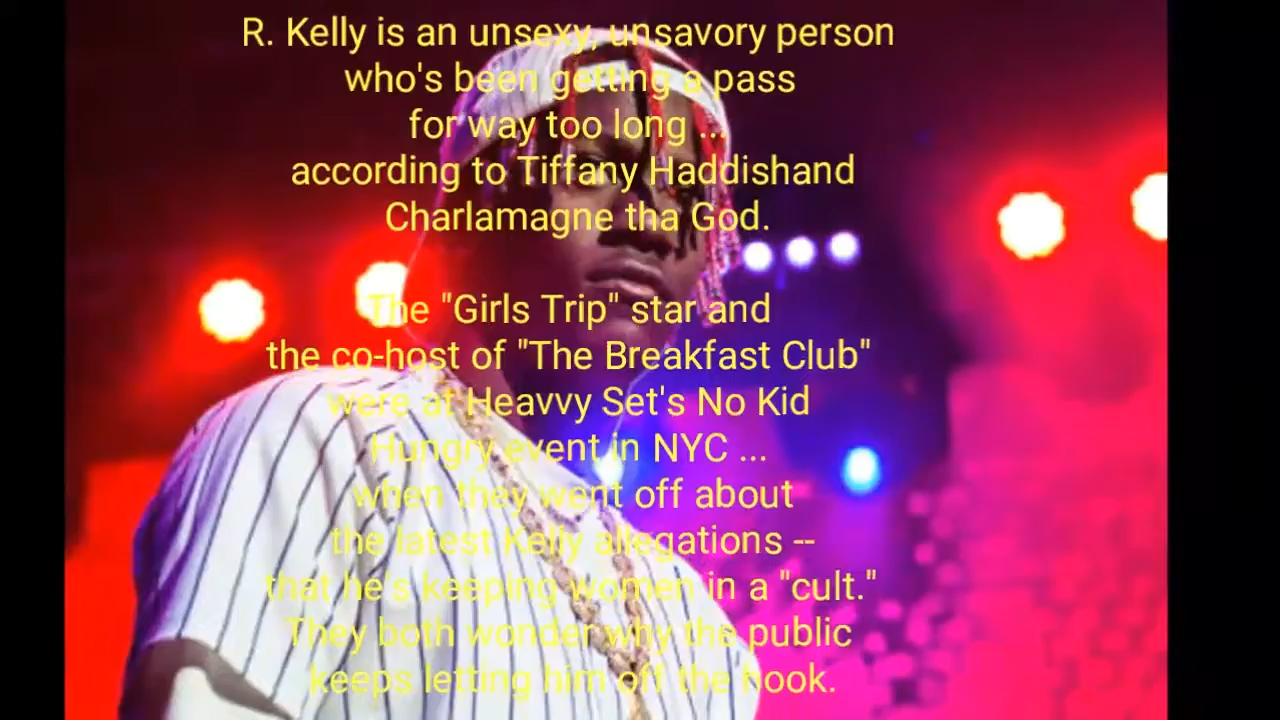 R. Kelly is an unsexy, unsavory person
who's been getting a pass
for way too long ...
according to Tiffany Haddishand
Charlamagne tha God.
The "Girls Trip" star and
the co-host of "The Breakfast Club"
were at Heavvy Set's No Kid
Hungry event in NYC ...
when they went off about
the latest Kelly allegations --
that he's keeping women in a "cult."
They both wonder why the public
keeps letting him off the hook.